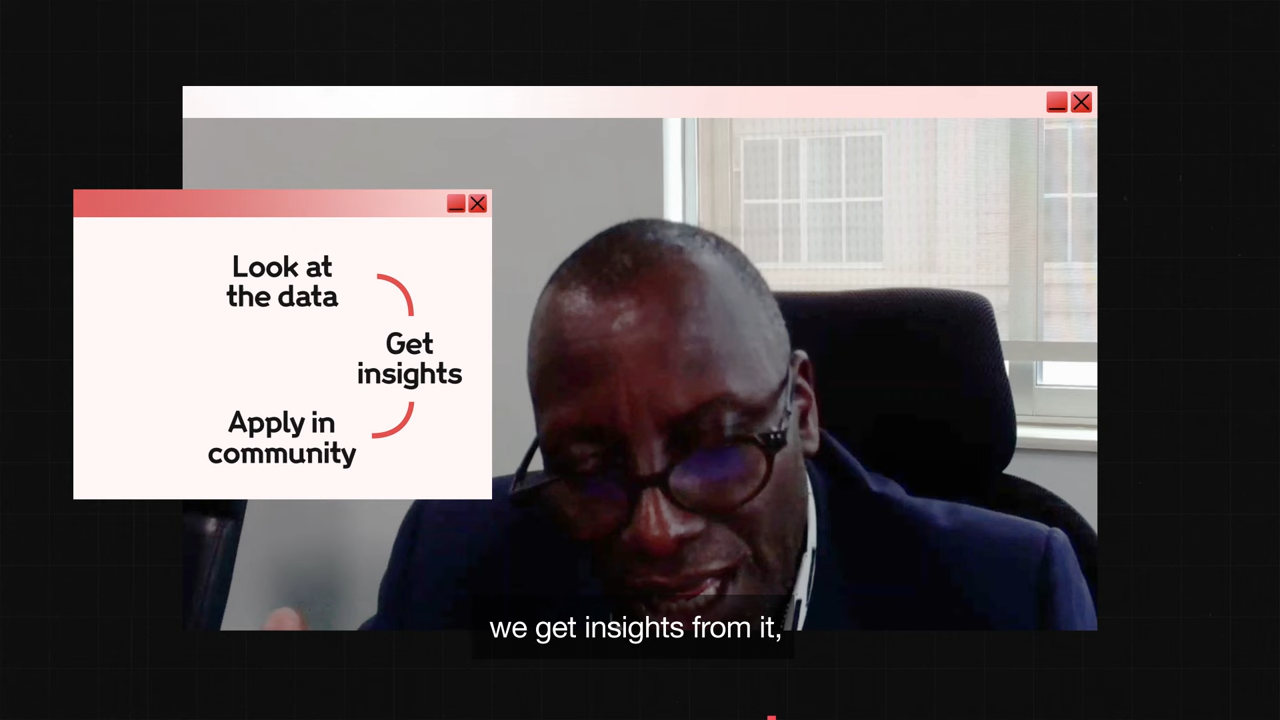 Look at
the data
Get
insights
Apply in
community
we get insights from it,